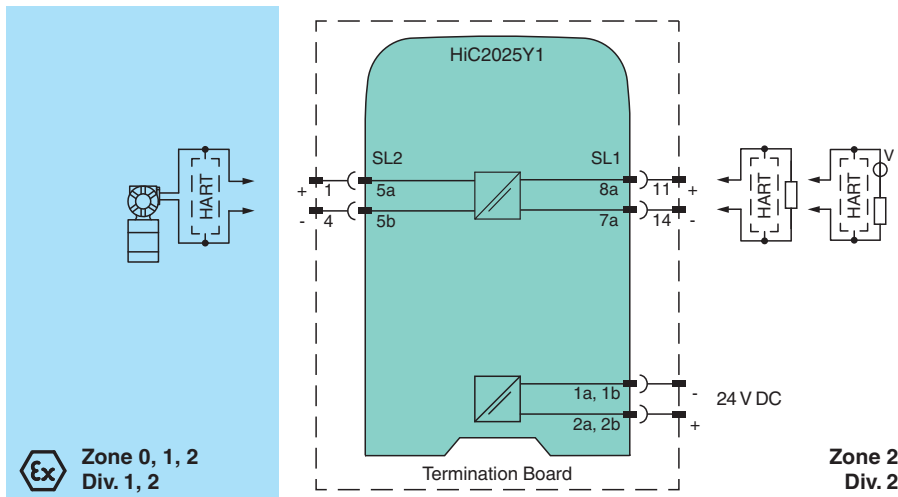 HiC2025Y1
SL2
SL1
+
1
5a
8a
11
+
-
4
5b
7a
14
-
HART
HART
HART
V
1a, 1b
-
24 V DC
2a, 2b
+
Ex
Zone 0, 1, 2
Div. 1, 2
Termination Board
Zone 2
Div. 2